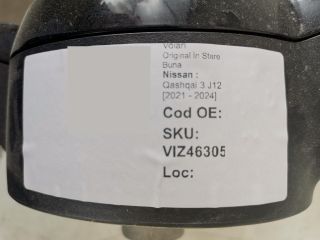 Volan
Original In Stare
Buna
Nissan :
Qashqai 3 J12
[2021 - 2024]
Cod OE:
SKU:
VIZ46305
Loc: